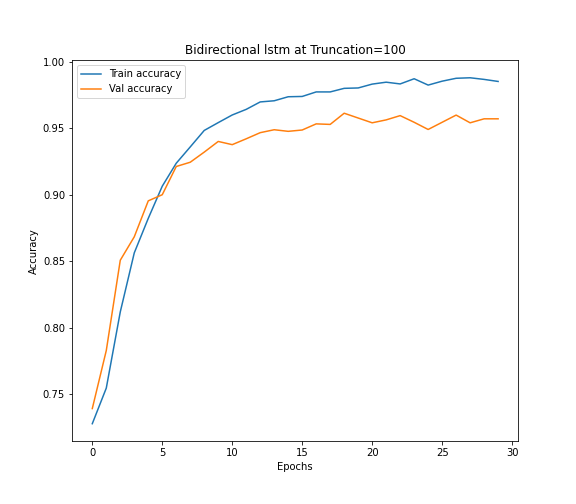 Bidirectional lstm at Truncation=100
Train accuracy
Val accuracy
Accuracy
1.00
0.95
0.90
0.85
0.80
0.75
0 5 10 15 20 25 30
Epochs